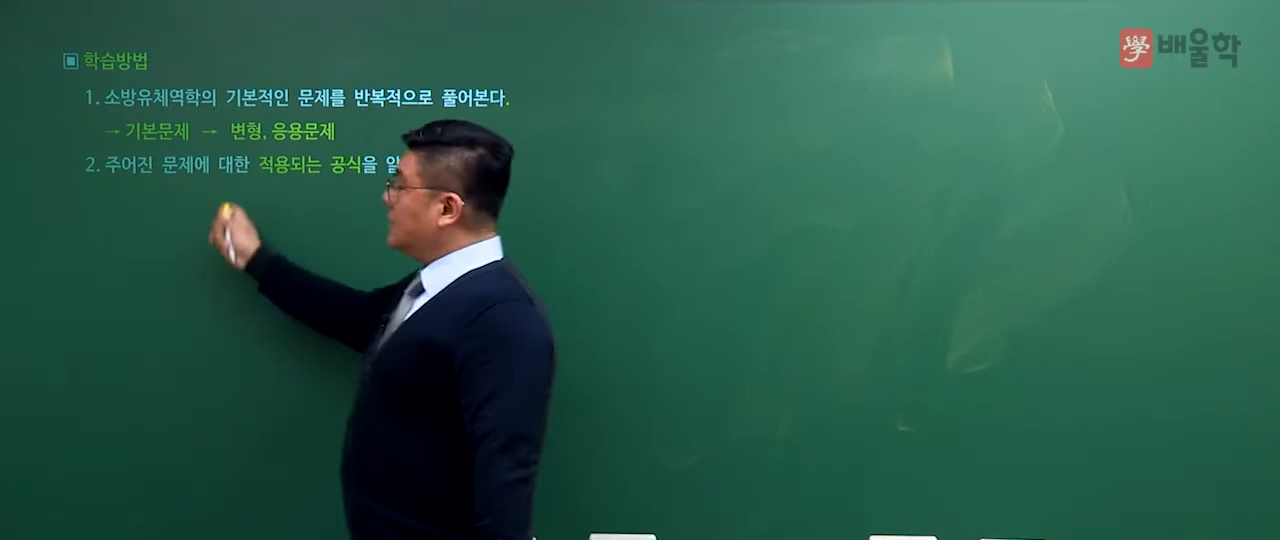 ▣ 학습방법
1. 소방유체역학의 기본적인 문제를 반복적으로 풀어본다.
→ 기본문제 → 변형, 응용문제
2. 주어진 문제에 대한 적용되는 공식을
學 배울학